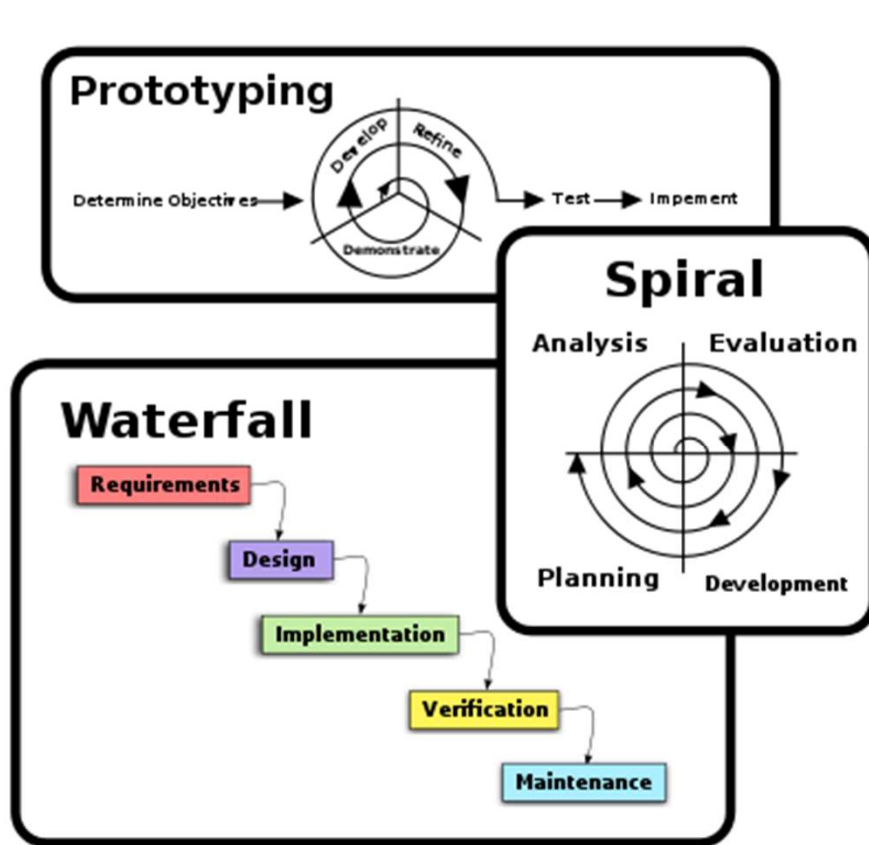 Prototyping
Develop
Refine
Determine Objectives
Test
Impement
Demonstrate
Spiral
Analysis
Evaluation
Planning
Development
Waterfall
Requirements
Design
Implementation
Verification
Maintenance